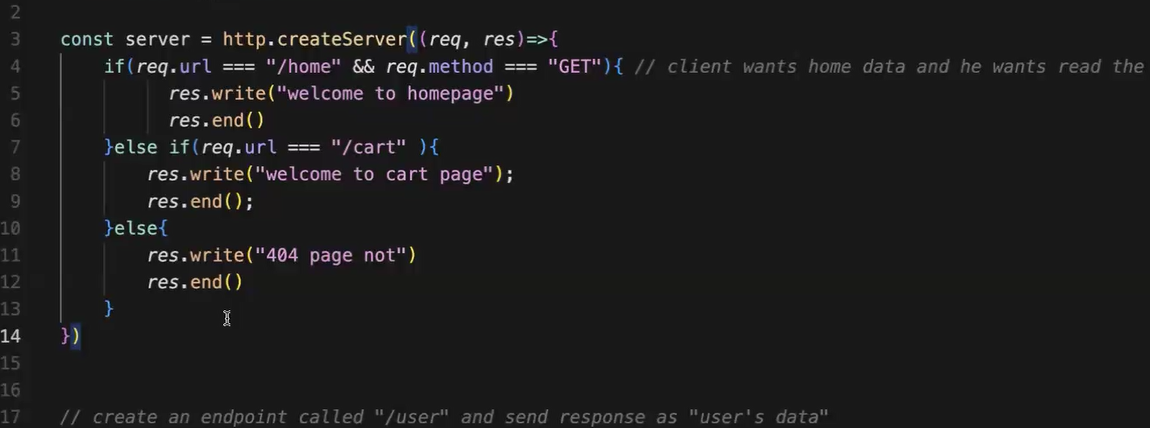 2
3 const server = http.createServer((req, res)=>{
4 if(req.url === "/home" && req.method === "GET"){ // client wants home data and he wants read the
5 res.write("welcome to homepage")
6 res.end()
7 }else if(req.url === "/cart" ){
8 res.write("welcome to cart page");
9 res.end();
10 }else{
11 res.write("404 page not")
12 res.end()
13 }
14 })
15
16
17 // create an endpoint called "/user" and send response as "user's data"